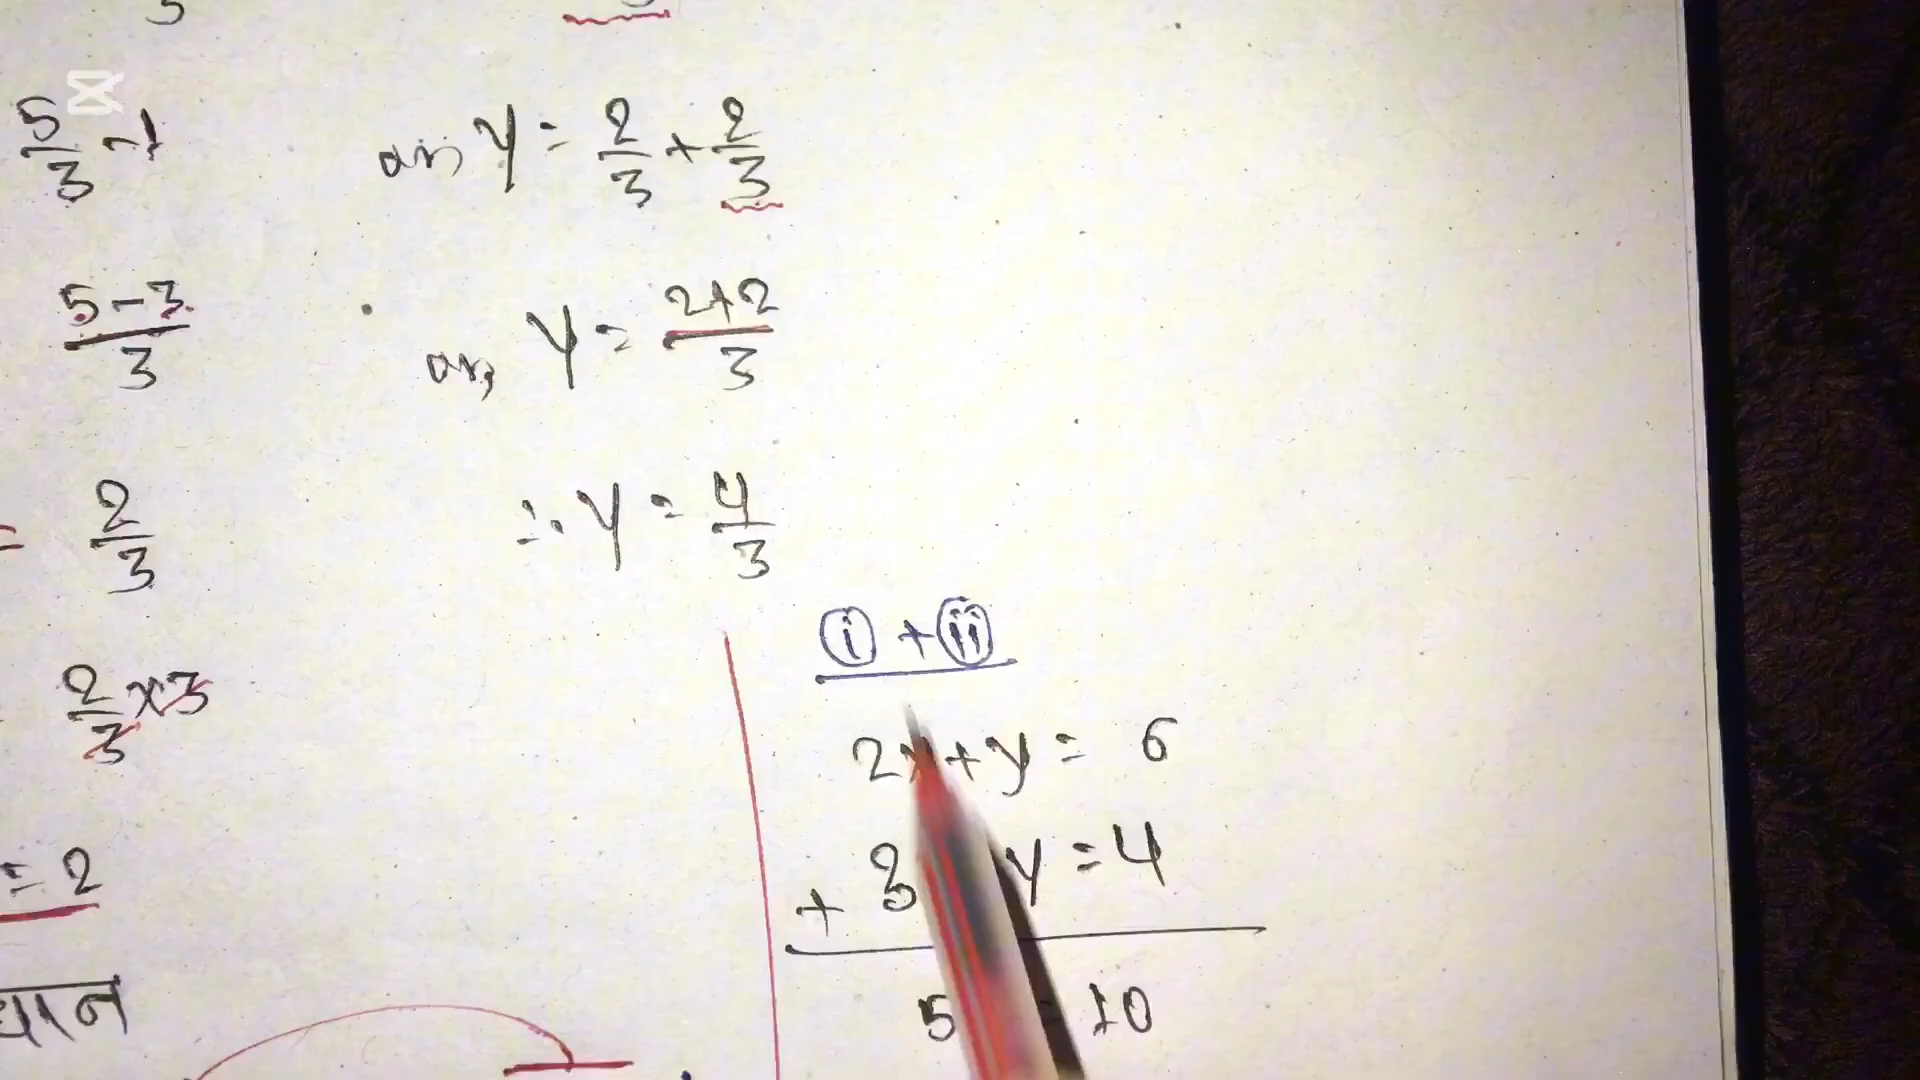 5/3 - 1
5-3/3
2/3
2/3 × 3
= 2
धान
or, y = 2/3 + 2/3
or, y = 2+2/3
∴ y = 4/3
i + ii
2x + y = 6
+ 3 y = 4
5 = 10